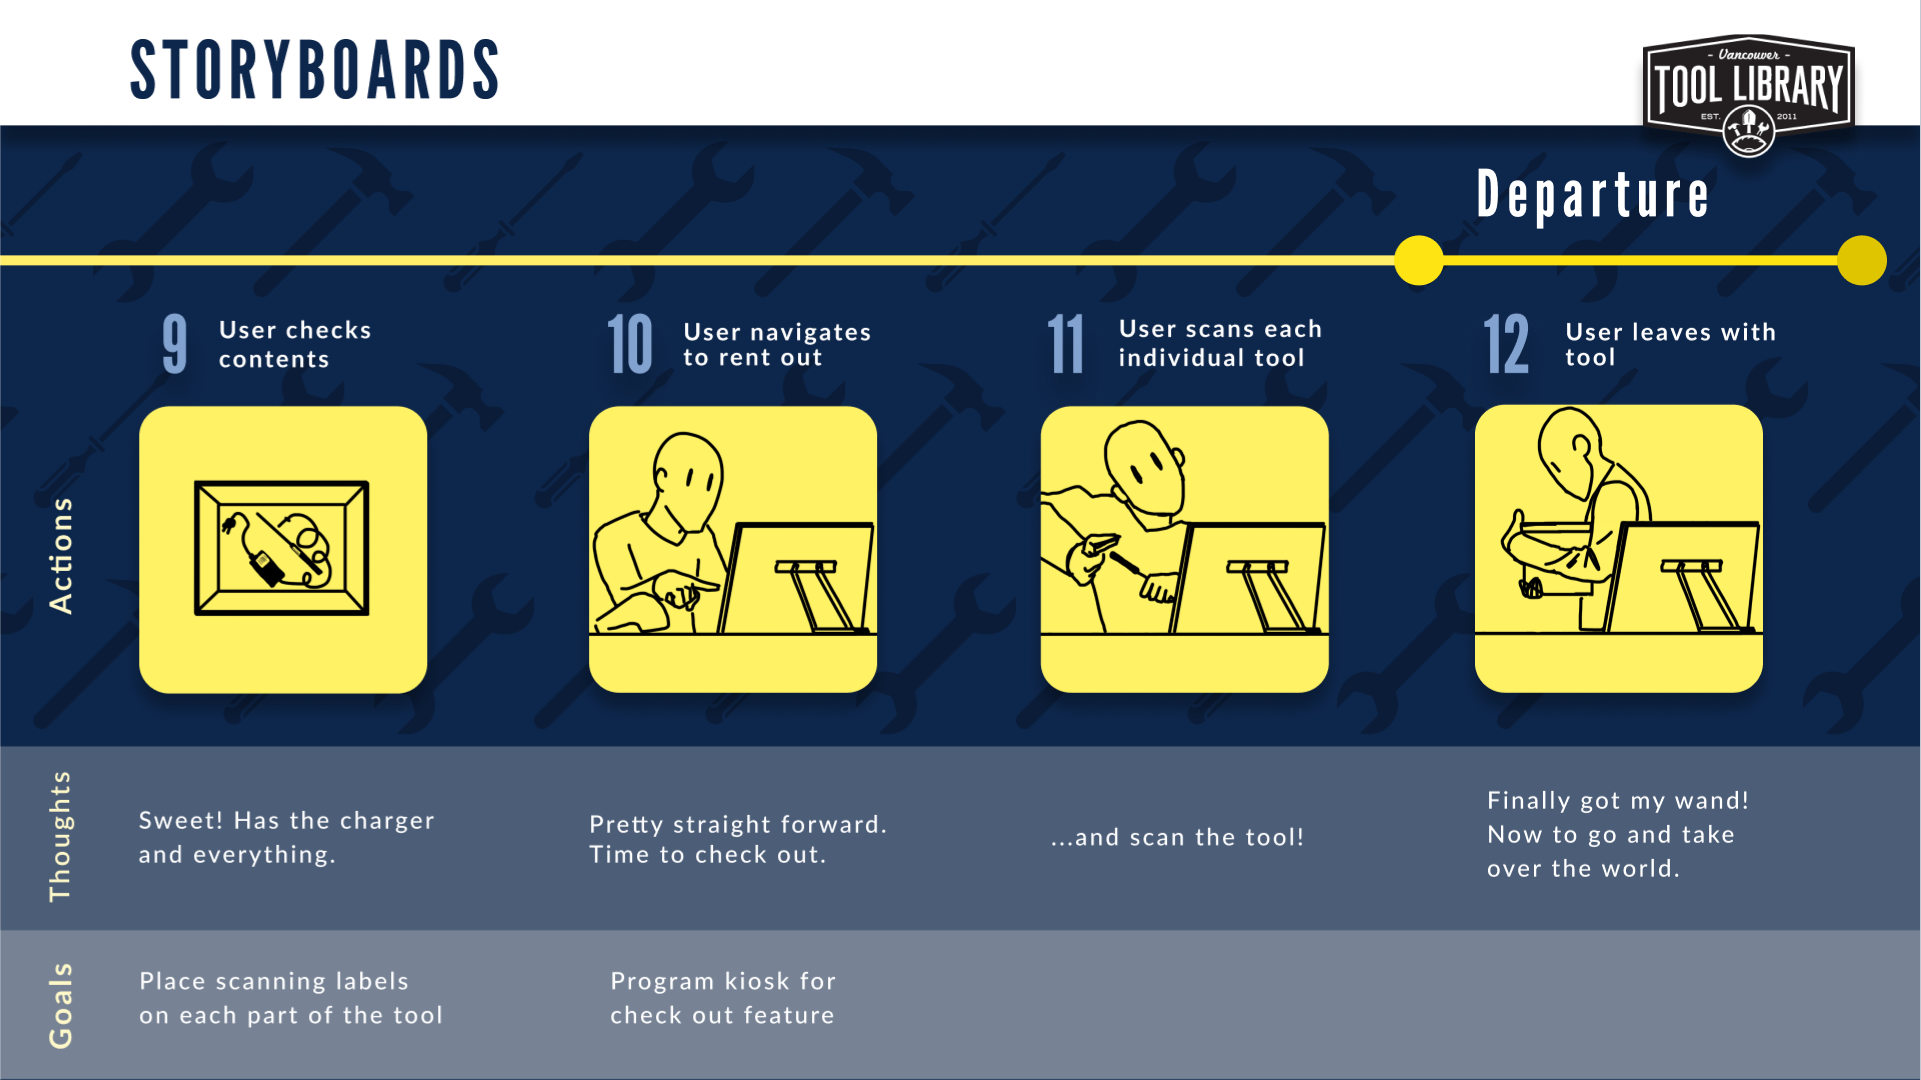 STORYBOARDS
- Vancouver -
TOOL LIBRARY
EST. 2011
Departure
9 User checks
contents
10 User navigates
to rent out
11 User scans each
individual tool
12 User leaves with
tool
Actions
Thoughts
Sweet! Has the charger
and everything.
Pretty straight forward.
Time to check out.
...and scan the tool!
Finally got my wand!
Now to go and take
over the world.
Goals
Place scanning labels
on each part of the tool
Program kiosk for
check out feature